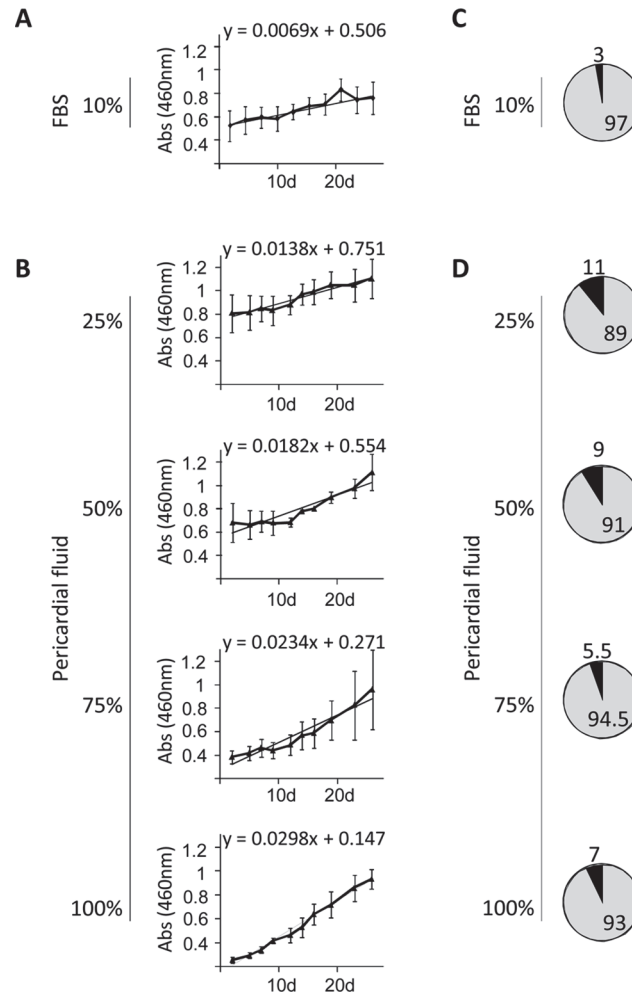 A
y = 0.0069x + 0.506
FBS 10%
Abs (460nm)
1.2
1
0.8
0.6
0.4
10d 20d
C
FBS 10%
3
97
B
Pericardial fluid
25%
y = 0.0138x + 0.751
Abs (460nm)
1.2
1
0.8
0.6
0.4
10d 20d
50%
y = 0.0182x + 0.554
Abs (460nm)
1.2
1
0.8
0.6
0.4
10d 20d
75%
y = 0.0234x + 0.271
Abs (460nm)
1.2
1
0.8
0.6
0.4
10d 20d
100%
y = 0.0298x + 0.147
Abs (460nm)
1.2
1
0.8
0.6
0.4
10d 20d
D
Pericardial fluid
25%
11
89
50%
9
91
75%
5.5
94.5
100%
7
93